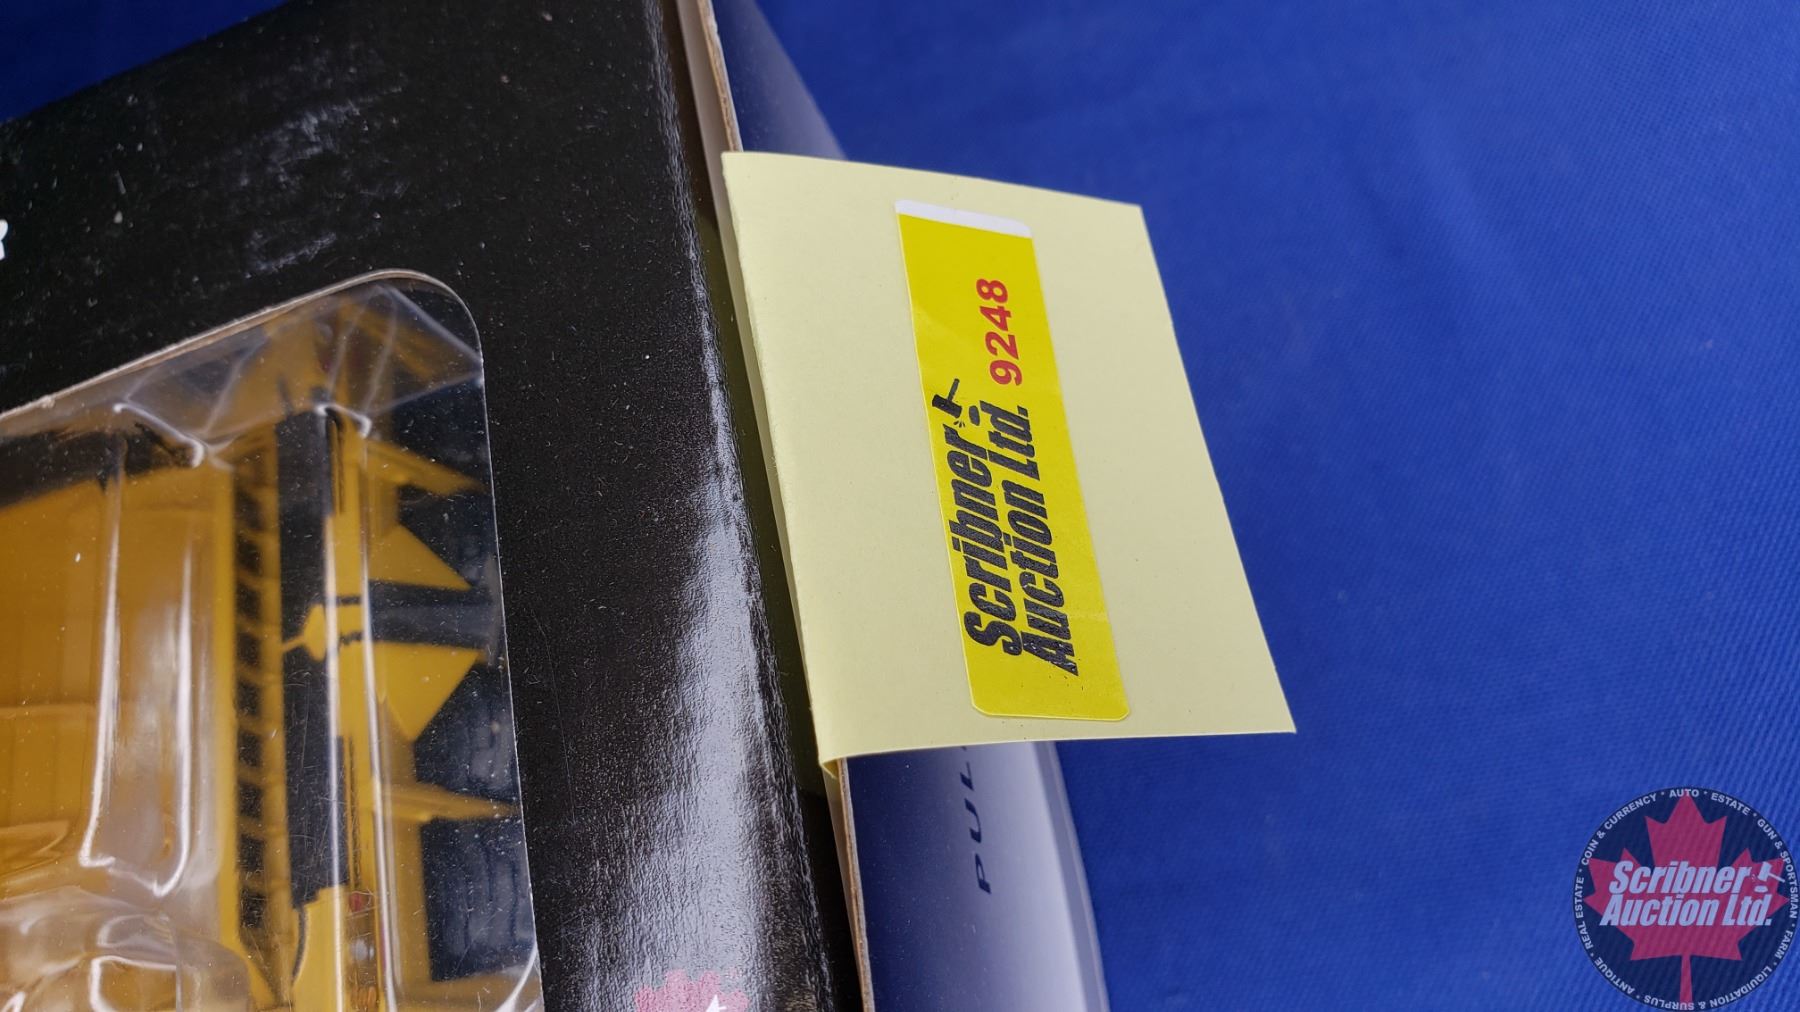 Scribner
Auction Ltd. 9248
PUL
Scribner
Auction Ltd.
COIN & CURRENCY * AUTO * ESTATE * GUN & SPORTSMAN * FARM * LIQUIDATION & SURPLUS * ANTIQUE * REAL ESTATE *